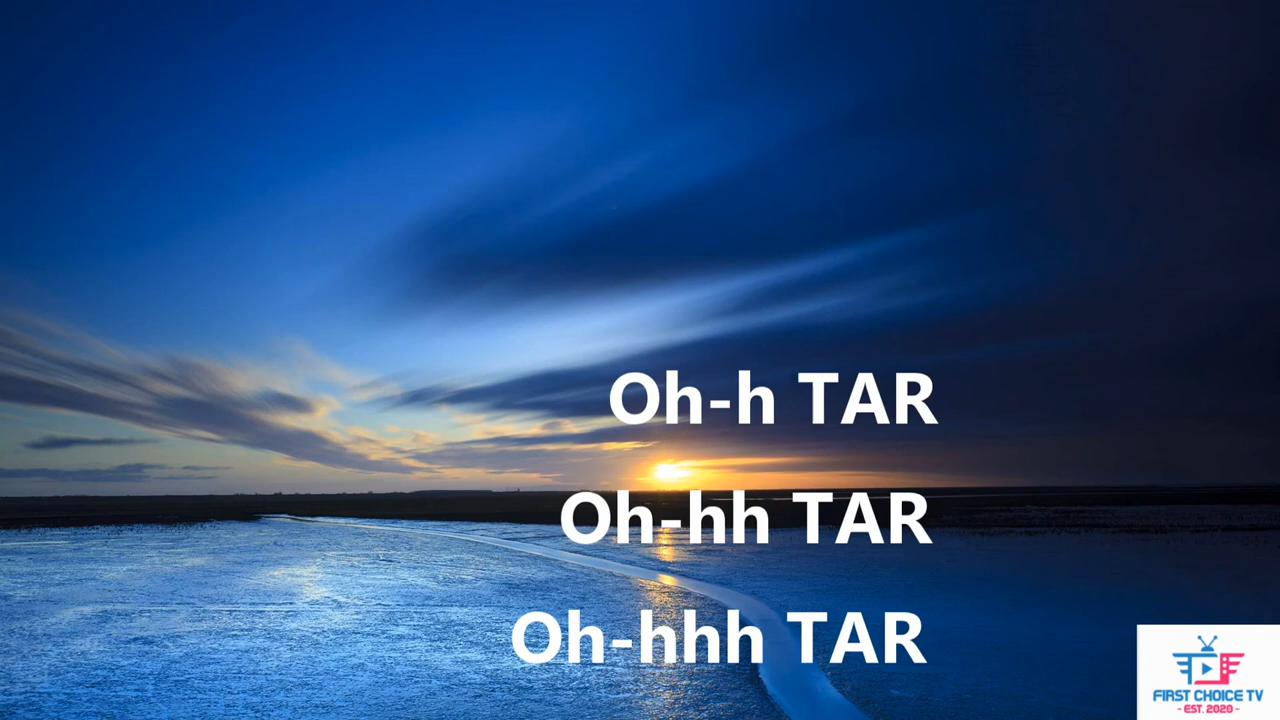 Oh-h TAR
Oh-hh TAR
Oh-hhh TAR
FIRST CHOICE TV
- EST. 2020 -